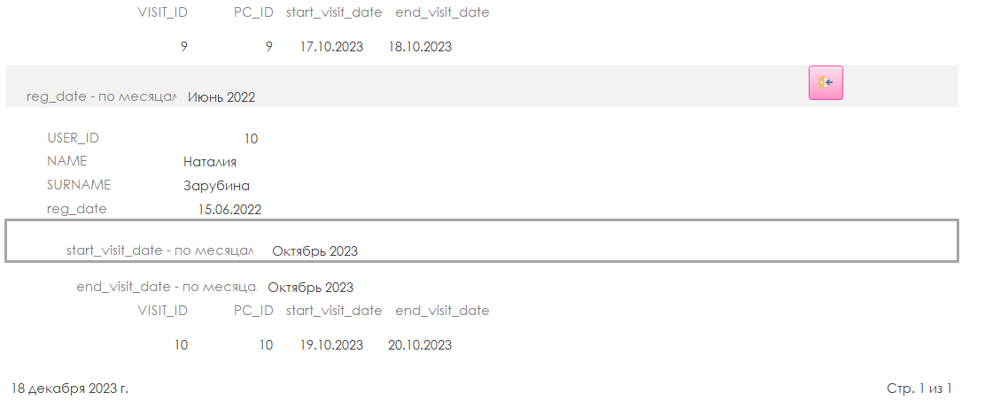 VISIT_ID PC_ID start_visit_date end_visit_date
9 9 17.10.2023 18.10.2023
reg_date - по месяцал Июнь 2022
USER_ID 10
NAME Наталия
SURNAME Зарубина
reg_date 15.06.2022
start_visit_date - по месяцал Октябрь 2023
end_visit_date - по месяца Октябрь 2023
VISIT_ID PC_ID start_visit_date end_visit_date
10 10 19.10.2023 20.10.2023
18 декабря 2023 г. Стр. 1 из 1